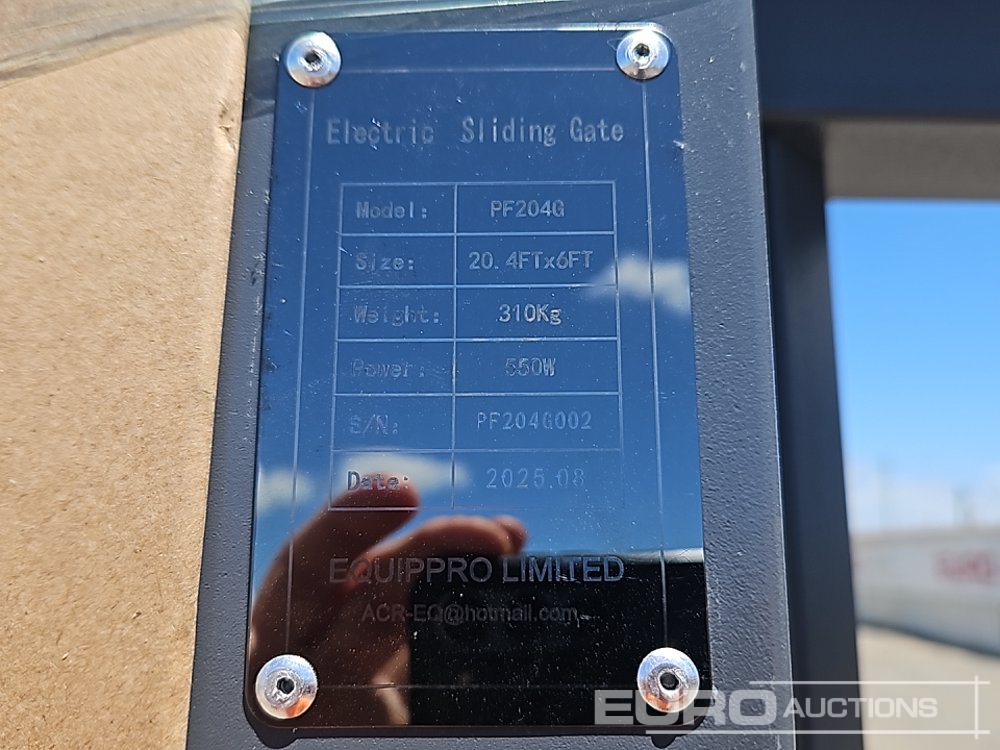 Electric Sliding Gate
Model: PF204G
Size: 20.4FTx6FT
Weight: 310Kg
Power: 550W
S/N: PF204G002
Date: 2025.08
EQUIPPRO LIMITED
ACR-EQ@hotmail.com
EURO AUCTIONS